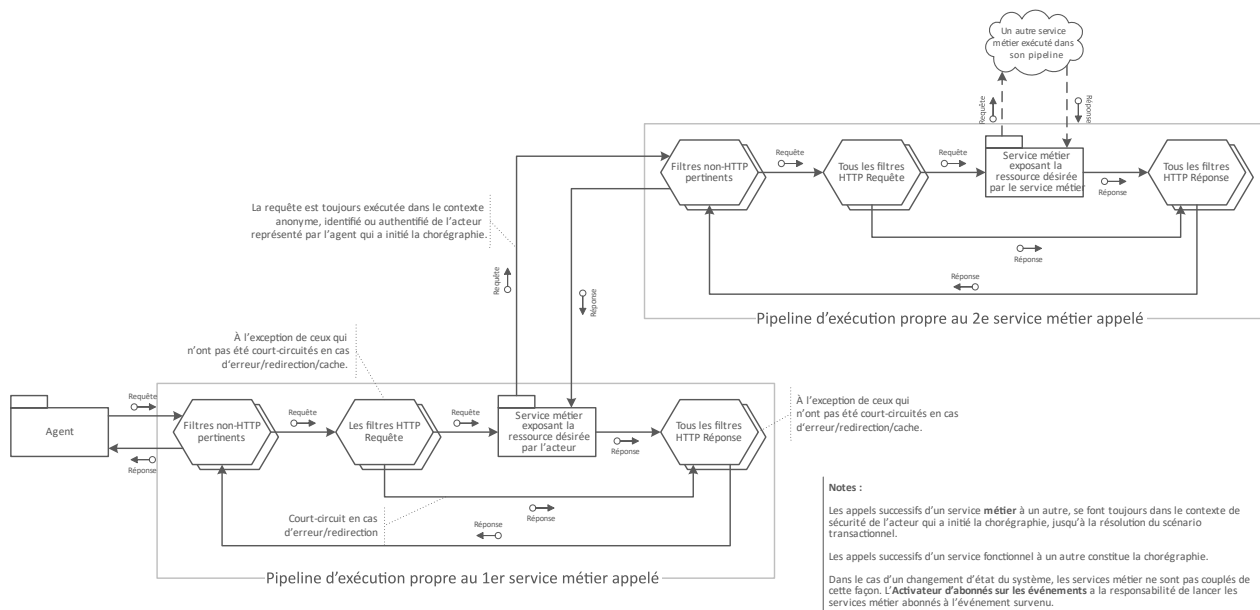 Un autre service
métier exécuté dans
son pipeline
Requête
Réponse
Filtres non-HTTP
pertinents
Requête
Tous les filtres
HTTP Requête
Requête
Service métier
exposant la
ressource désirée
par le service métier
Réponse
Tous les filtres
HTTP Réponse
Réponse
Réponse
Pipeline d'exécution propre au 2e service métier appelé
La requête est toujours exécutée dans le contexte
anonyme, identifié ou authentifié de l'acteur
représenté par l'agent qui a initié la chorégraphie.
Requête
Réponse
À l'exception de ceux qui
n'ont pas été court-circuités en cas
d'erreur/redirection/cache.
À l'exception de ceux qui
n'ont pas été court-circuités en cas
d'erreur/redirection/cache.
Agent
Requête
Réponse
Filtres non-HTTP
pertinents
Requête
Les filtres HTTP
Requête
Requête
Service métier
exposant la
ressource désirée
par l'acteur
Réponse
Tous les filtres
HTTP Réponse
Court-circuit en cas
d'erreur/redirection
Réponse
Réponse
Pipeline d'exécution propre au 1er service métier appelé
Notes :
Les appels successifs d'un service métier à un autre, se font toujours dans le contexte de
sécurité de l'acteur qui a initié la chorégraphie, jusqu'à la résolution du scénario
transactionnel.
Les appels successifs d'un service fonctionnel à un autre constitue la chorégraphie.
Dans le cas d'un changement d'état du système, les services métier ne sont pas couplés de
cette façon. L'Activateur d'abonnés sur les événements a la responsabilité de lancer les
services métier abonnés à l'événement survenu.